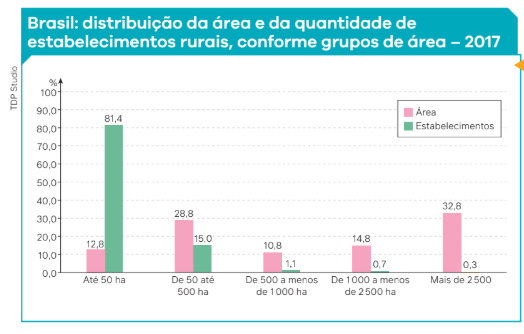 Brasil: distribuição da área e da quantidade de
estabelecimentos rurais, conforme grupos de área – 2017
TDP Studio
%
100
90,0
80,0
70,0
60,0
50,0
40,0
30,0
20,0
10,0
0,0
Área
Estabelecimentos
12,8
81,4
28,8
15,0
10,8
1,1
14,8
0,7
32,8
0,3
Até 50 ha
De 50 até
500 ha
De 500 a menos
de 1 000 ha
De 1 000 a menos
de 2 500 ha
Mais de 2 500